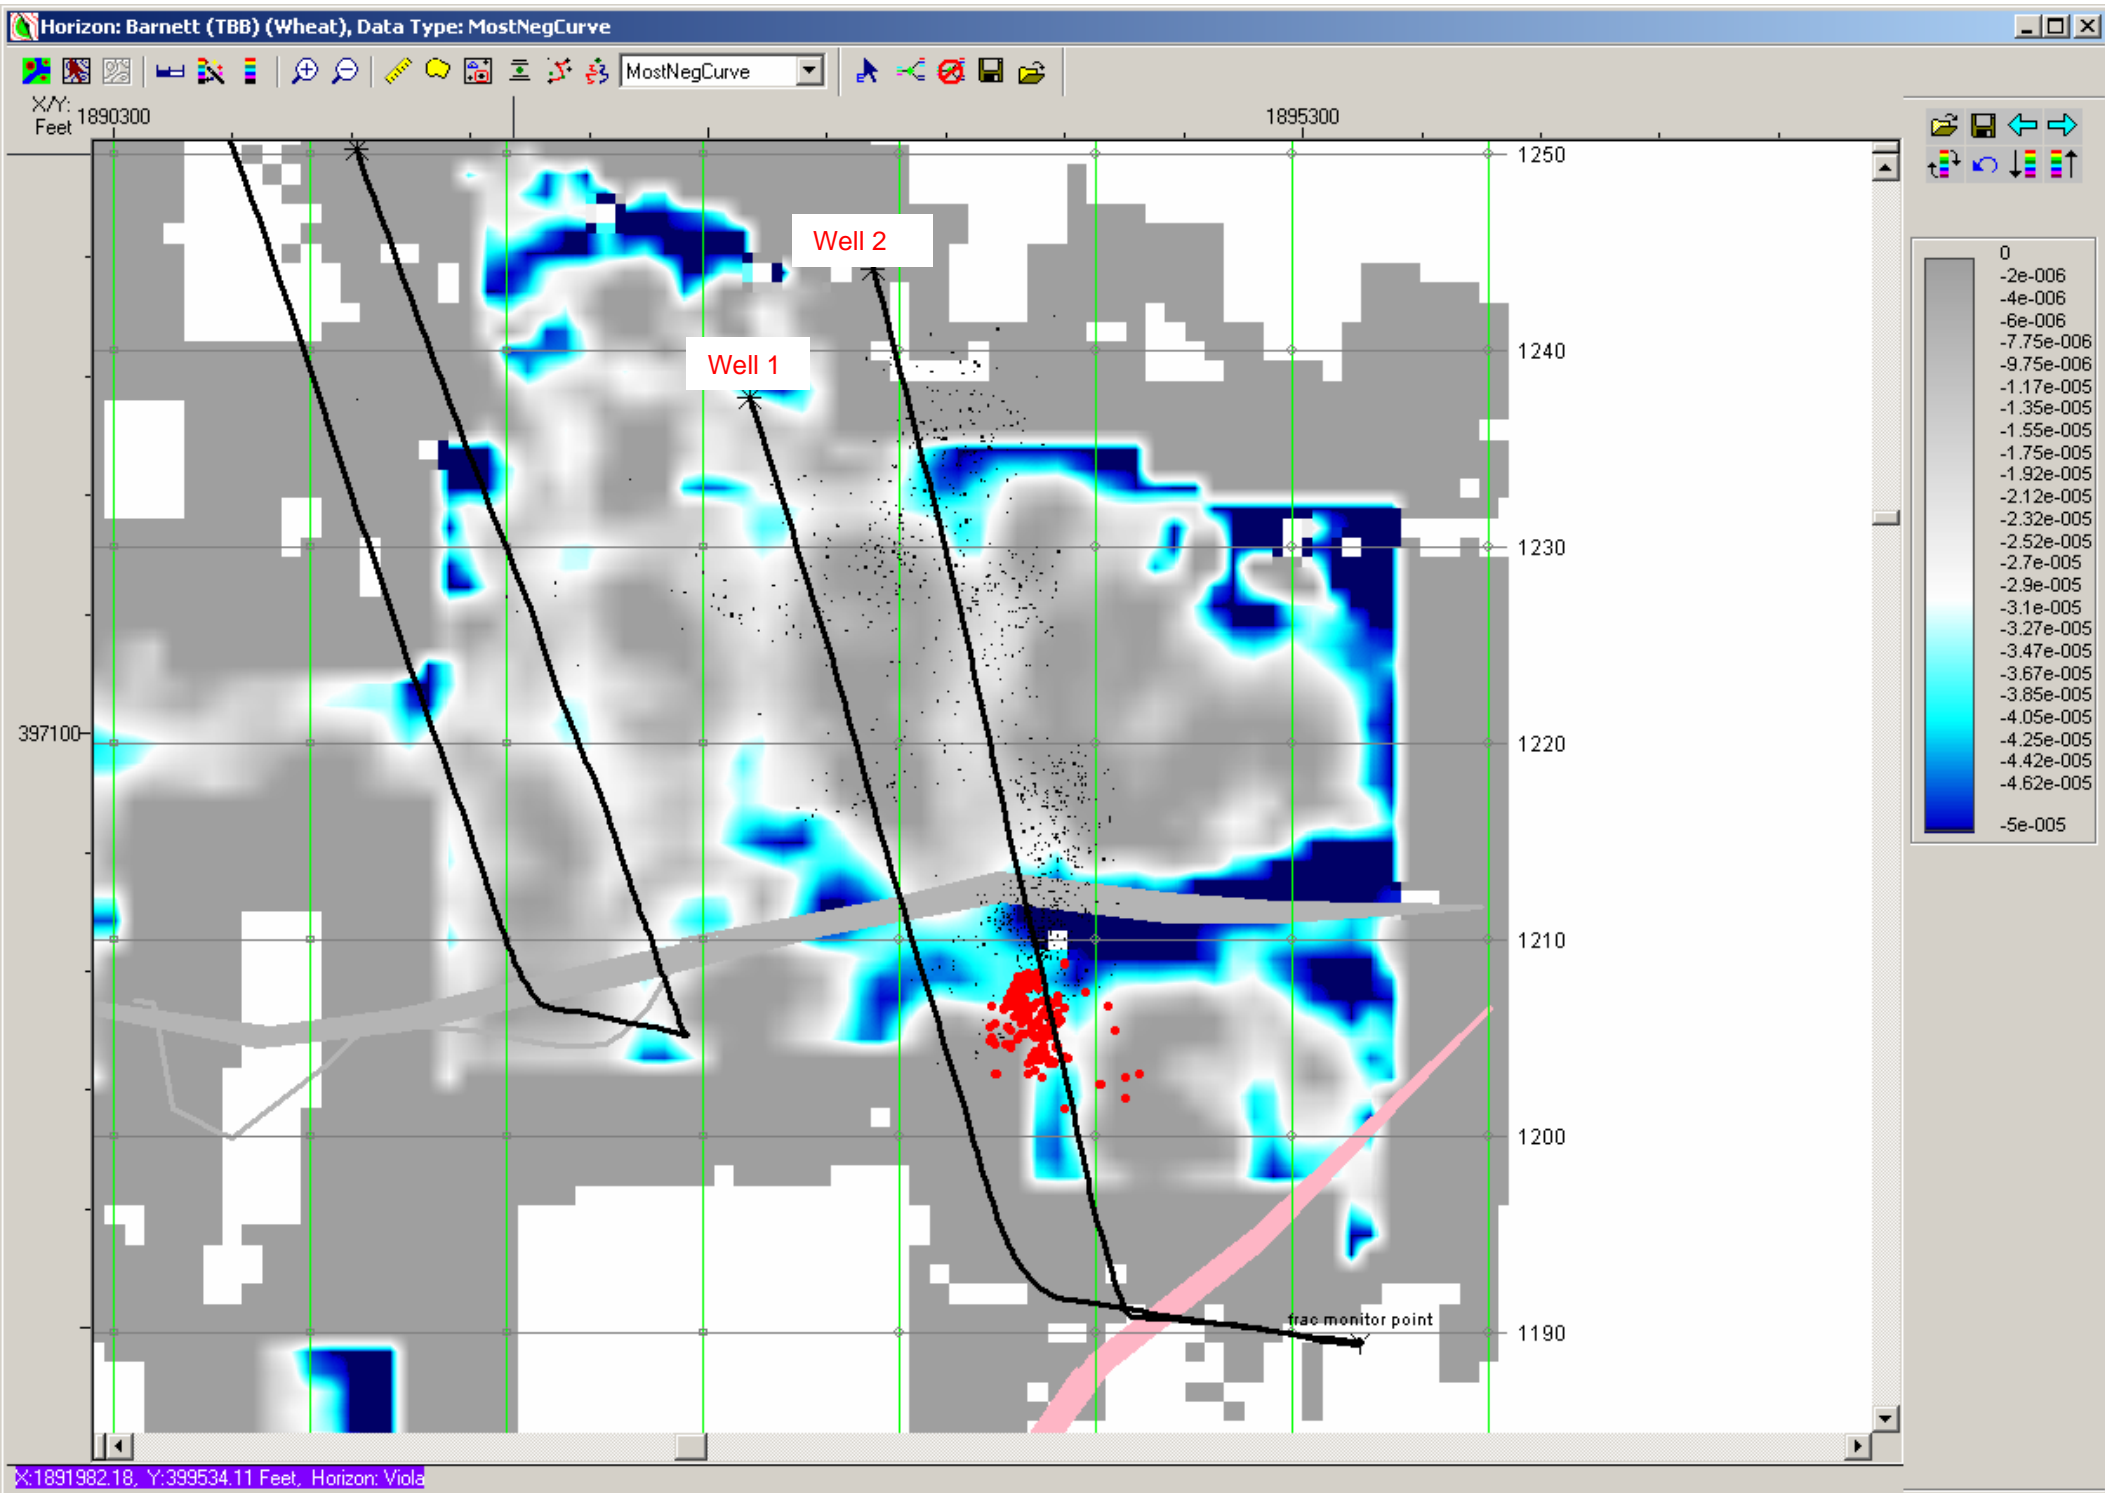 Horizon: Barnett (TBB) (Wheat), Data Type: MostNegCurve
MostNegCurve
X/Y:
Feet
1890300
1895300
1250
Well 2
1240
Well 1
1230
397100
1220
1210
1200
frac monitor point
1190
0
-2e-006
-4e-006
-6e-006
-7.75e-006
-9.75e-006
-1.17e-005
-1.35e-005
-1.55e-005
-1.75e-005
-1.92e-005
-2.12e-005
-2.32e-005
-2.52e-005
-2.7e-005
-2.9e-005
-3.1e-005
-3.27e-005
-3.47e-005
-3.67e-005
-3.85e-005
-4.05e-005
-4.25e-005
-4.42e-005
-4.62e-005
-5e-005
X:1891982.18, Y:399534.11 Feet, Horizon: Viola